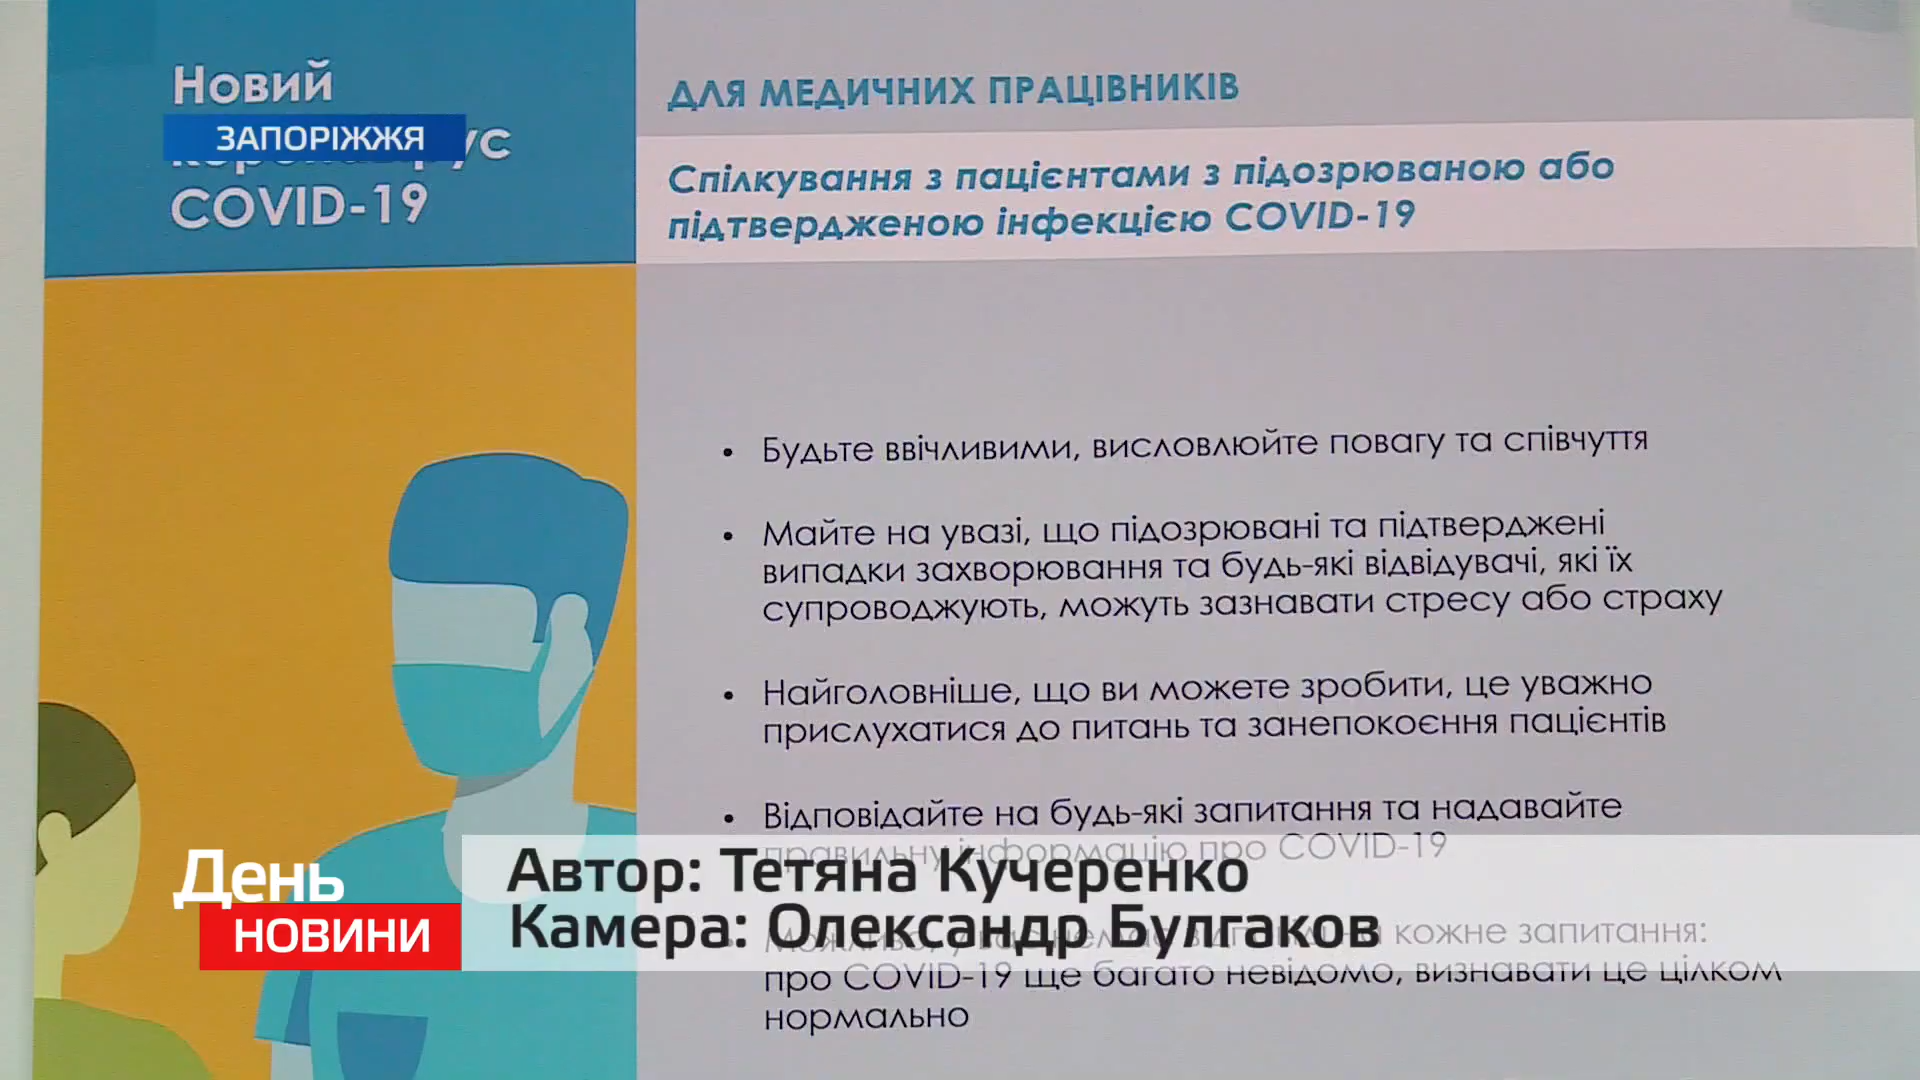 Новий
ЗАПОРІЖЖЯ
COVID-19
ДЛЯ МЕДИЧНИХ ПРАЦІВНИКІВ
Спілкування з пацієнтами з підозрюваною або
підтвердженою інфекцією COVID-19
• Будьте ввічливими, висловлюйте повагу та співчуття
• Майте на увазі, що підозрювані та підтверджені
випадки захворювання та будь-які відвідувачі, які їх
супроводжують, можуть зазнавати стресу або страху
• Найголовніше, що ви можете зробити, це уважно
прислухатися до питань та занепокоєння пацієнтів
• Відповідайте на будь-які запитання та надавайте
правильну інформацію про COVID-19
кожне запитання:
про COVID-19 ще багато невідомо, визнавати це цілком
нормально
День
НОВИНИ
Автор: Тетяна Кучеренко
Камера: Олександр Булгаков